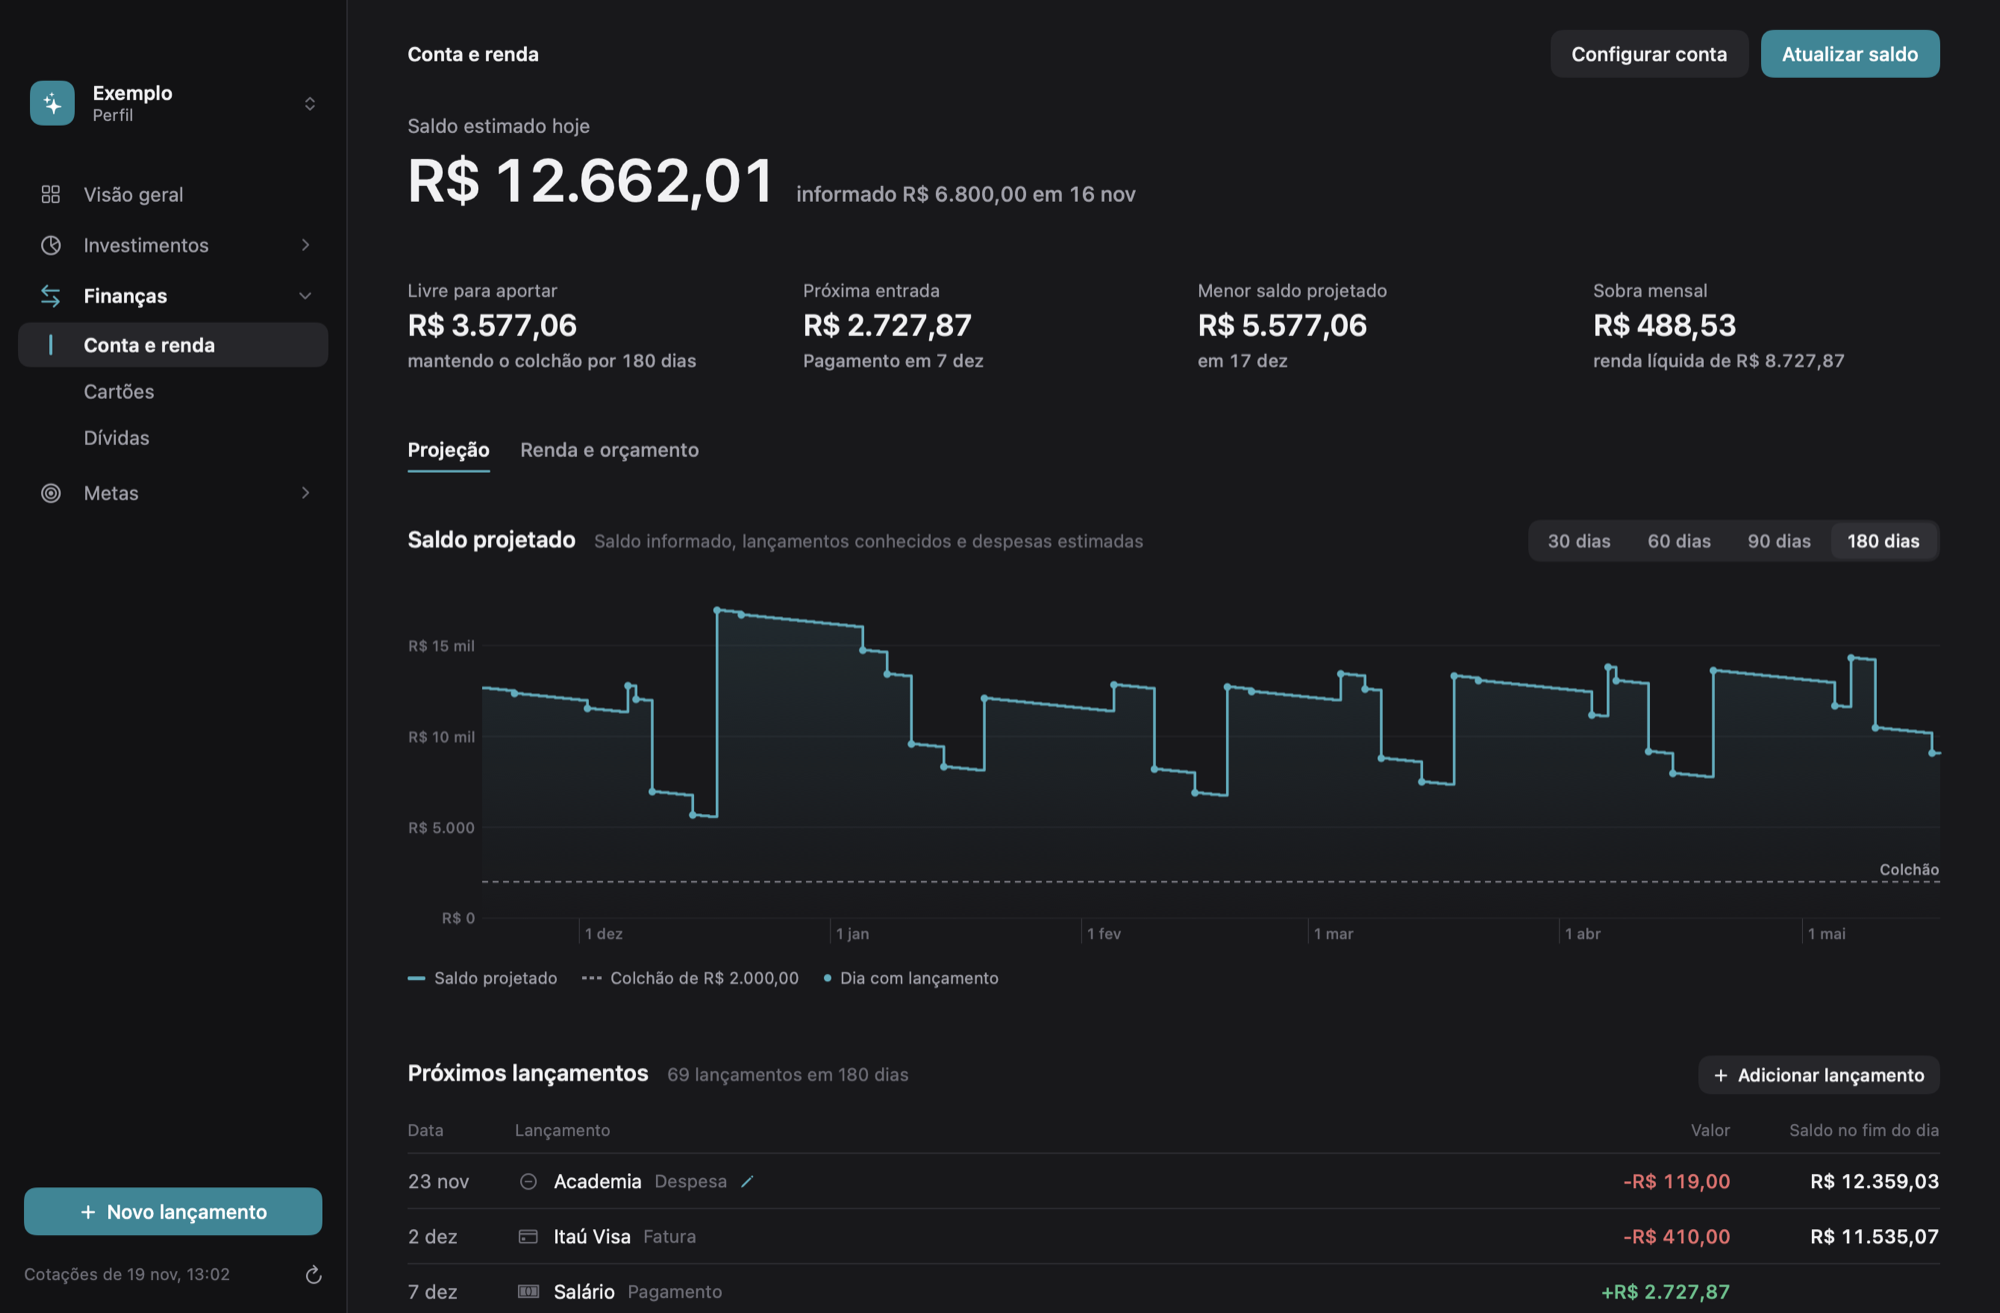 Exemplo
Perfil
Visão geral
Investimentos
Finanças
Conta e renda
Cartões
Dívidas
Metas
+ Novo lançamento
Cotações de 19 nov, 13:02
Conta e renda
Configurar conta
Atualizar saldo
Saldo estimado hoje
R$ 12.662,01 informado R$ 6.800,00 em 16 nov
Livre para aportar
R$ 3.577,06
mantendo o colchão por 180 dias
Próxima entrada
R$ 2.727,87
Pagamento em 7 dez
Menor saldo projetado
R$ 5.577,06
em 17 dez
Sobra mensal
R$ 488,53
renda líquida de R$ 8.727,87
Projeção Renda e orçamento
Saldo projetado Saldo informado, lançamentos conhecidos e despesas estimadas
30 dias 60 dias 90 dias 180 dias
R$ 15 mil
R$ 10 mil
R$ 5.000
Colchão
R$ 0
1 dez 1 jan 1 fev 1 mar 1 abr 1 mai
Saldo projetado Colchão de R$ 2.000,00 Dia com lançamento
Próximos lançamentos 69 lançamentos em 180 dias
+ Adicionar lançamento
Data Lançamento Valor Saldo no fim do dia
23 nov Academia Despesa -R$ 119,00 R$ 12.359,03
2 dez Itaú Visa Fatura -R$ 410,00 R$ 11.535,07
7 dez Salário Pagamento +R$ 2.727,87